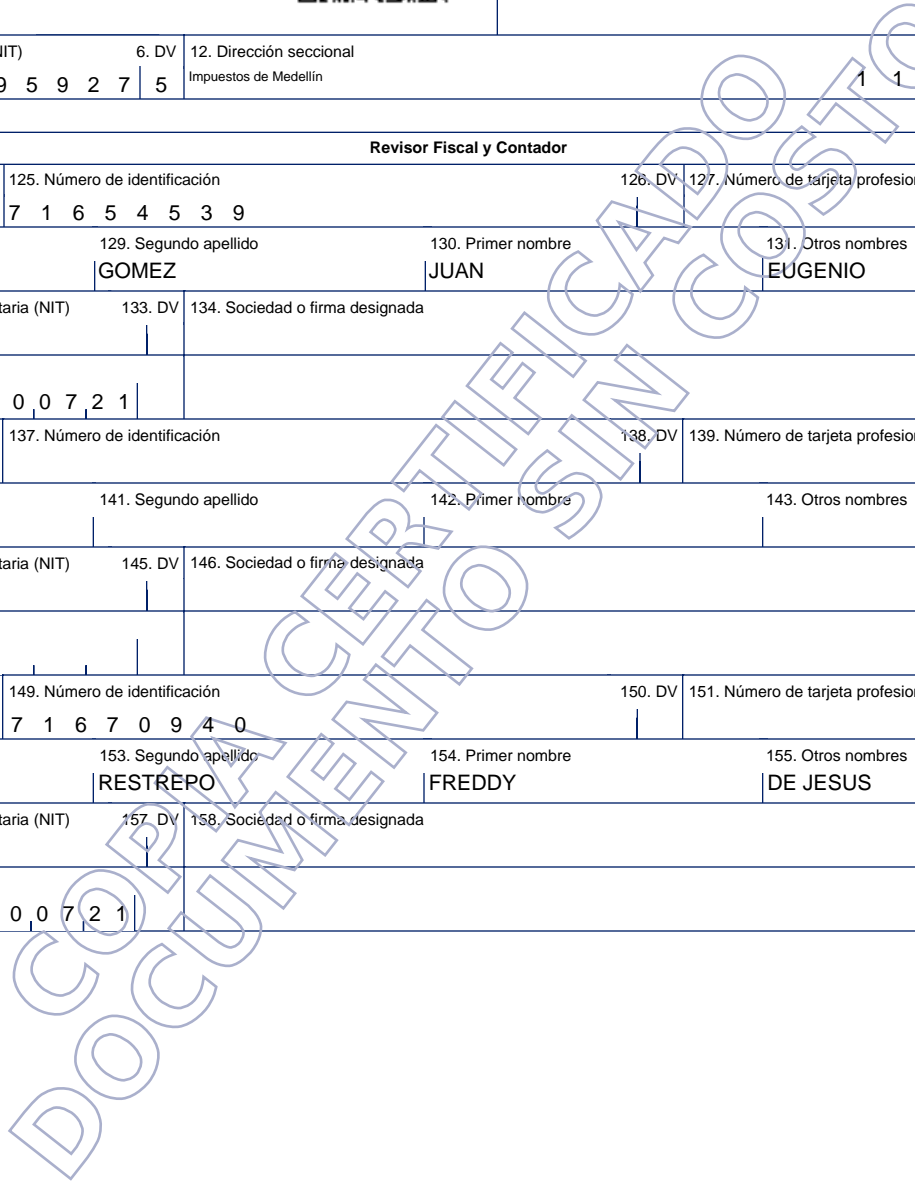 IT) 6. DV 12. Dirección seccional
9 5 9 2 7 5 Impuestos de Medellín 1 1
Revisor Fiscal y Contador
125. Número de identificación 126. DV 127. Número de tarjeta profesion
7 1 6 5 4 5 3 9
129. Segundo apellido 130. Primer nombre 131. Otros nombres
GOMEZ JUAN EUGENIO
taria (NIT) 133. DV 134. Sociedad o firma designada
0 0 7 2 1
137. Número de identificación 138. DV 139. Número de tarjeta profesion
141. Segundo apellido 142. Primer nombre 143. Otros nombres
taria (NIT) 145. DV 146. Sociedad o firma designada
149. Número de identificación 150. DV 151. Número de tarjeta profesion
7 1 6 7 0 9 4 0
153. Segundo apellido 154. Primer nombre 155. Otros nombres
RESTREPO FREDDY DE JESUS
taria (NIT) 157. DV 158. Sociedad o firma designada
0 0 7 2 1
COPIA CERTIFICADO
DOCUMENTO SIN COSTO